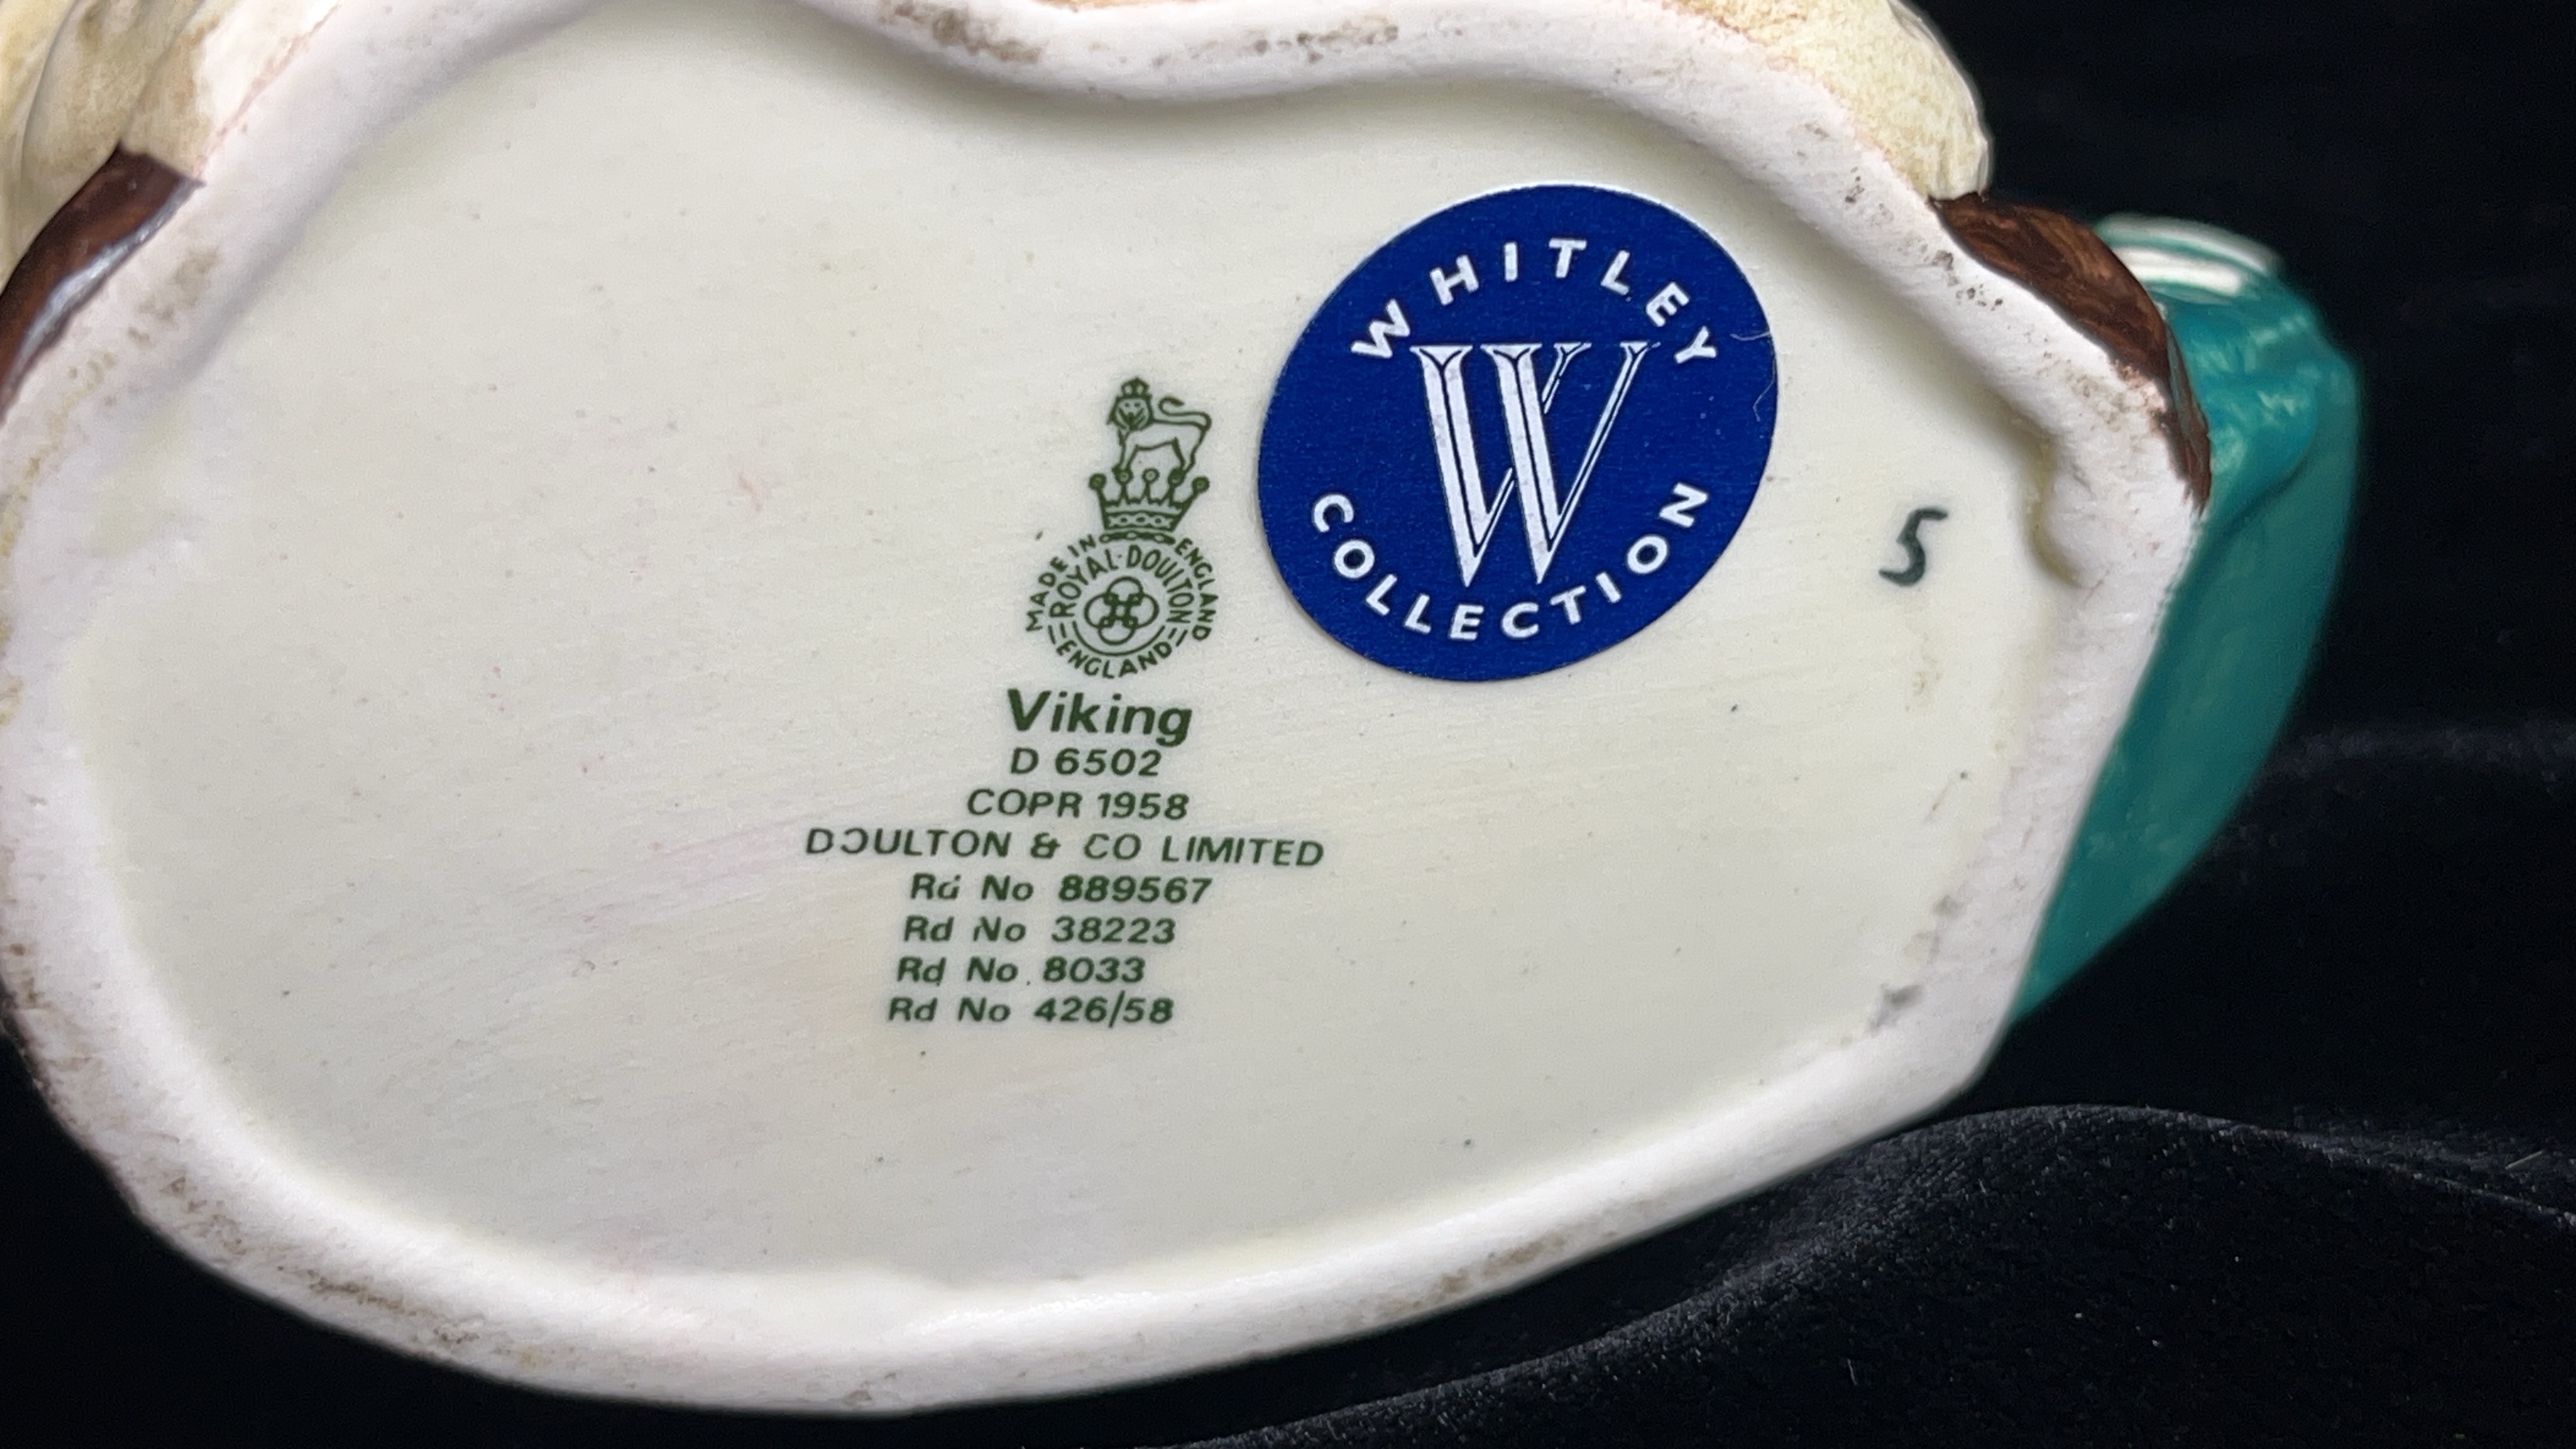 WHITLEY
W
COLLECTION
5
MADE IN ENGLAND
ROYAL·DOULTON
ENGLAND
Viking
D 6502
COPR 1958
DOULTON & CO LIMITED
Rd No 889567
Rd No 38223
Rd No 8033
Rd No 426/58